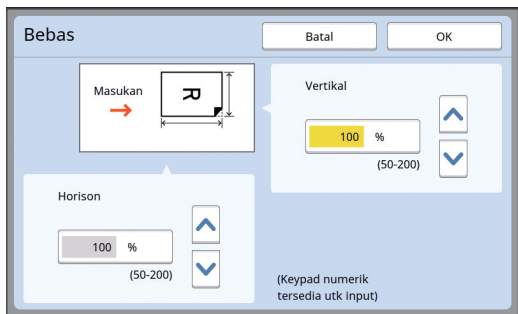 Bebas
Batal
OK
Masukan
R
Vertikal
100 %
(50-200)
Horison
100 %
(50-200)
(Keypad numerik
tersedia utk input)